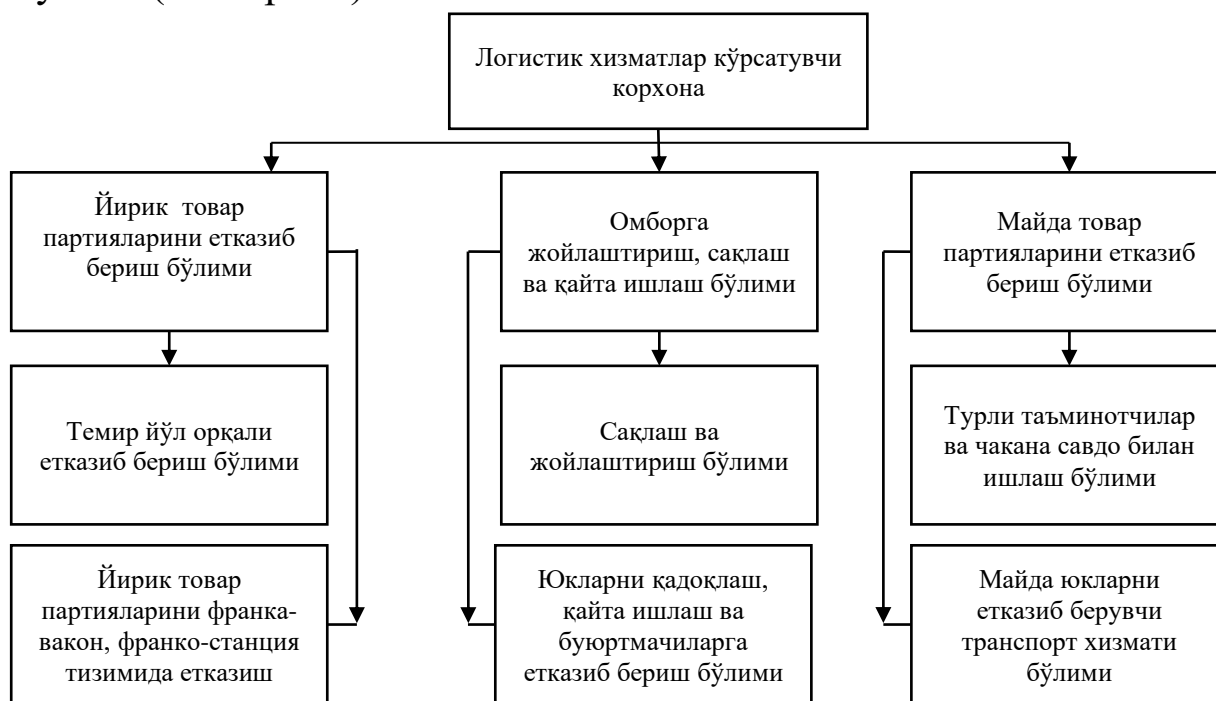 Логистик хизматлар кўрсатувчи
корхона
Йирик товар
партияларини етказиб
бериш бўлими
Омборга
жойлаштириш, сақлаш
ва қайта ишлаш бўлими
Майда товар
партияларини етказиб
бериш бўлими
Темир йўл орқали
етказиб бериш бўлими
Сақлаш ва
жойлаштириш бўлими
Турли таъминотчилар
ва чакана савдо билан
ишлаш бўлими
Йирик товар
партияларини франка-
вакон, франко-станция
тизимида етказиш
Юкларни қадоқлаш,
қайта ишлаш ва
буюртмачиларга
етказиб бериш бўлими
Майда юкларни
етказиб берувчи
транспорт хизмати
бўлими